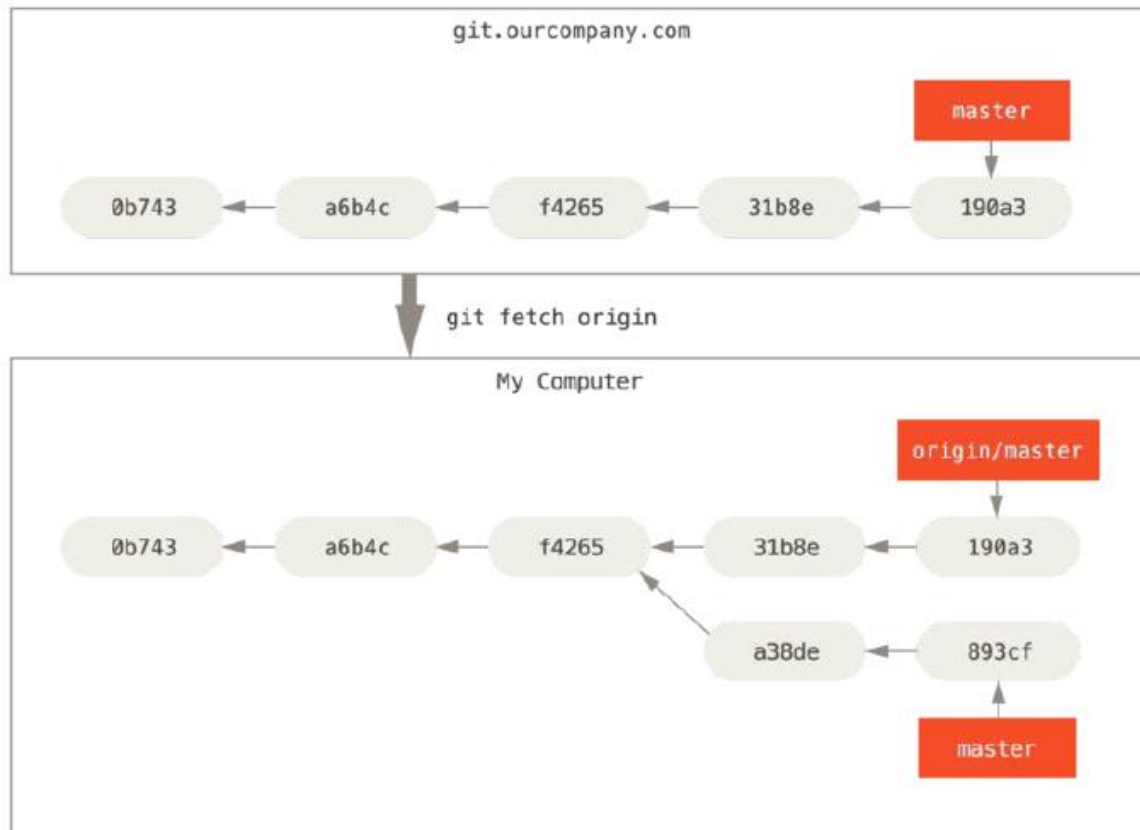 git.ourcompany.com
master
0b743 a6b4c f4265 31b8e 190a3
git fetch origin
My Computer
origin/master
0b743 a6b4c f4265 31b8e 190a3
a38de 893cf
master